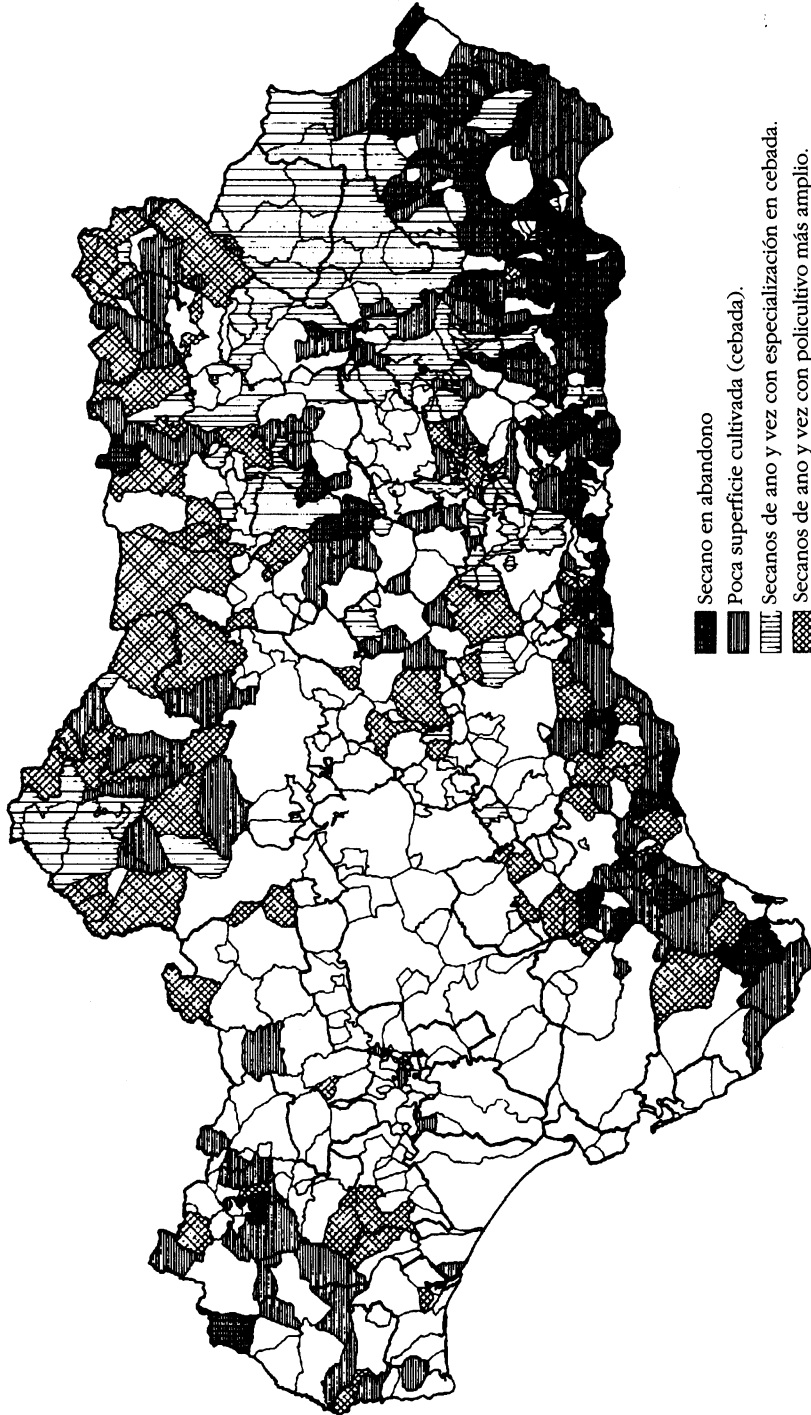 Secano en abandono
Poca superficie cultivada (cebada).
Secanos de ano y vez con especialización en cebada.
Secanos de ano y vez con policultivo más amplio.